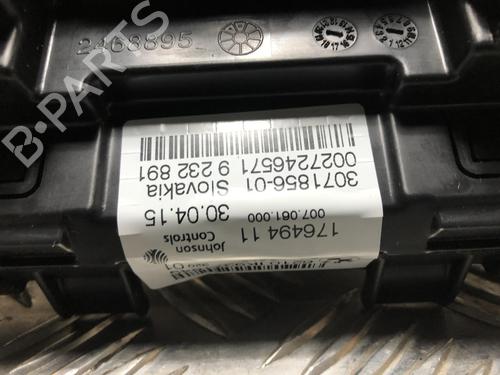 2468895
B-PARTS
9 232 891
Slovakia
30.04.15
0027246571
3071856-01
007.061.000
176494 11
Johnson
Controls